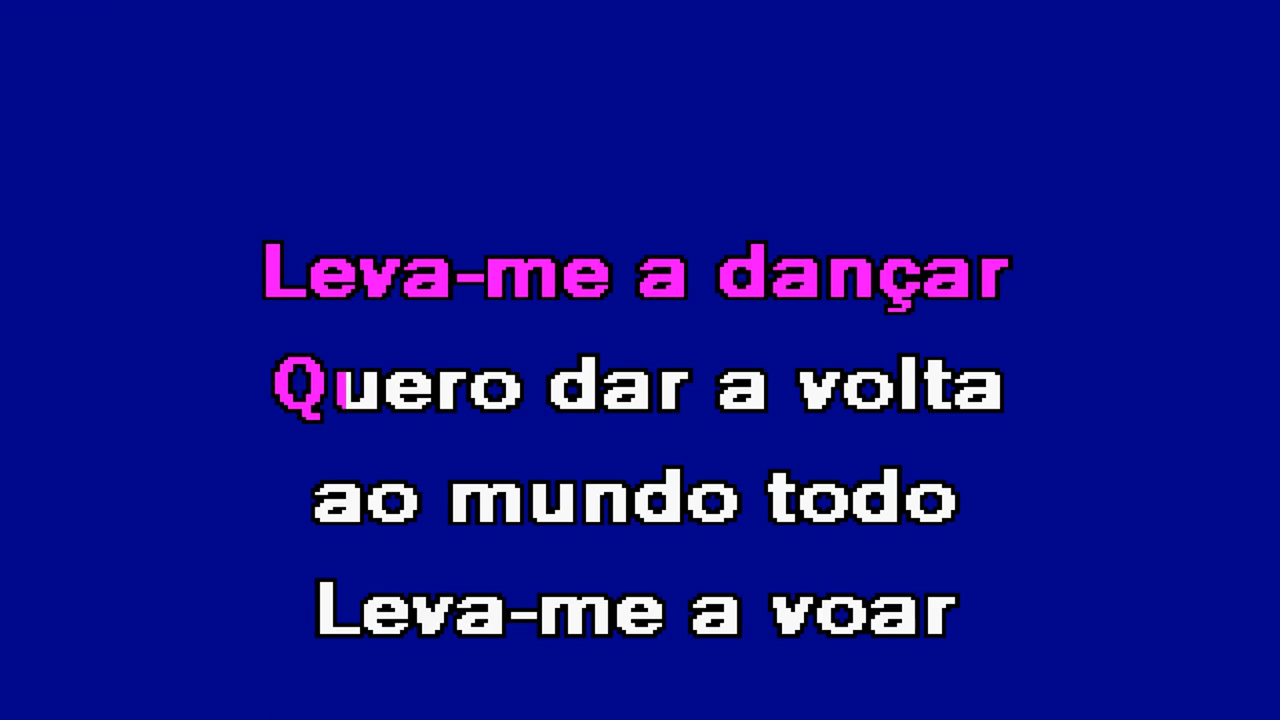 Leva-me a dançar
Quero dar a volta
ao mundo todo
Leva-me a voar